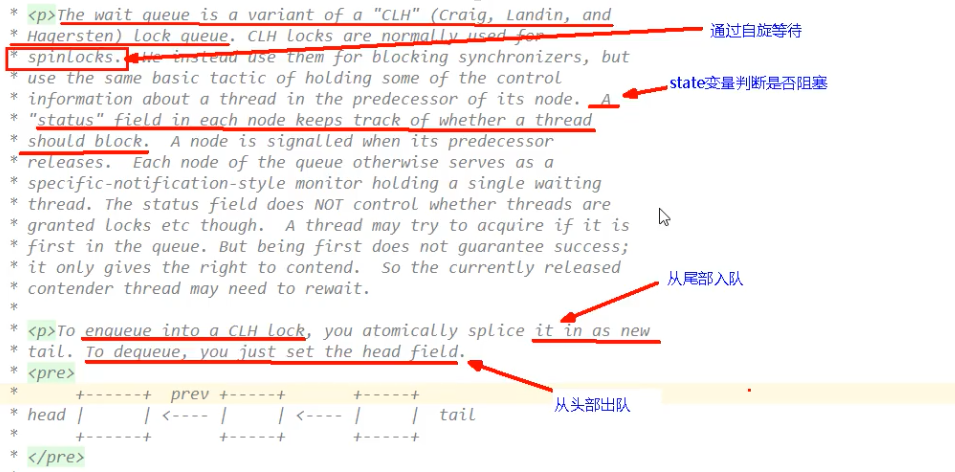 * <p>The wait queue is a variant of a "CLH" (Craig, Landin, and
* Hagersten) lock queue. CLH locks are normally used for
* spinlocks. We instead use them for blocking synchronizers, but
* use the same basic tactic of holding some of the control
* information about a thread in the predecessor of its node. A
* "status" field in each node keeps track of whether a thread
* should block. A node is signalled when its predecessor
* releases. Each node of the queue otherwise serves as a
* specific-notification-style monitor holding a single waiting
* thread. The status field does NOT control whether threads are
* granted locks etc though. A thread may try to acquire if it is
* first in the queue. But being first does not guarantee success;
* it only gives the right to contend. So the currently released
* contender thread may need to rewait.
*
* <p>To enqueue into a CLH lock, you atomically splice it in as new
* tail. To dequeue, you just set the head field.
* <pre>
*      +------+  prev +-----+       +-----+
* head |      | <---- |     | <---- |     |  tail
*      +------+       +-----+       +-----+
* </pre>
通过自旋等待
state变量判断是否阻塞
从尾部入队
从头部出队